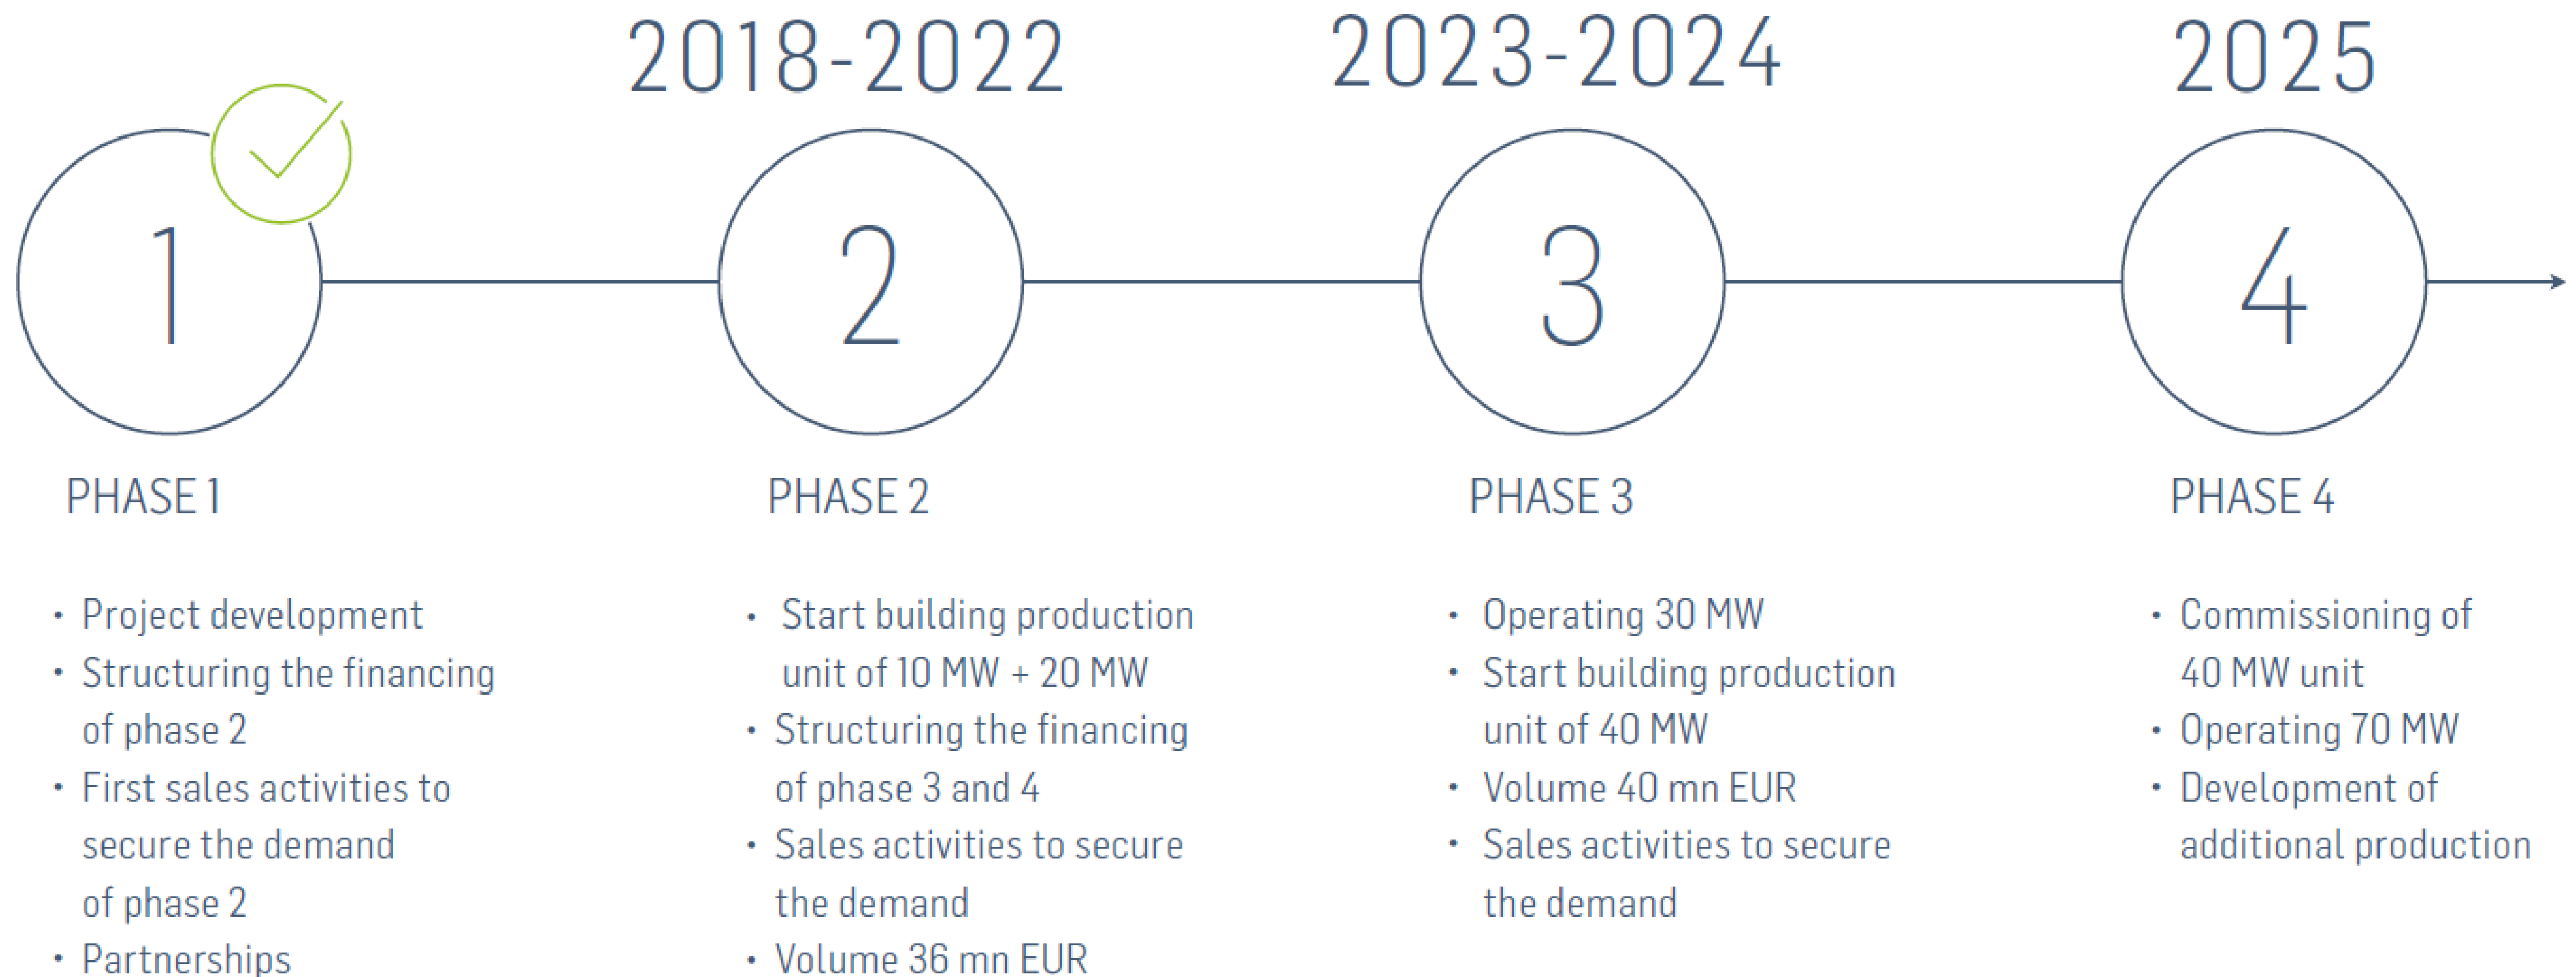 2018-2022
2023-2024
2025
1
2
3
4
PHASE 1
• Project development
• Structuring the financing
of phase 2
• First sales activities to
secure the demand
of phase 2
• Partnerships
PHASE 2
• Start building production
unit of 10 MW + 20 MW
• Structuring the financing
of phase 3 and 4
• Sales activities to secure
the demand
• Volume 36 mn EUR
PHASE 3
• Operating 30 MW
• Start building production
unit of 40 MW
• Volume 40 mn EUR
• Sales activities to secure
the demand
PHASE 4
• Commissioning of
40 MW unit
• Operating 70 MW
• Development of
additional production